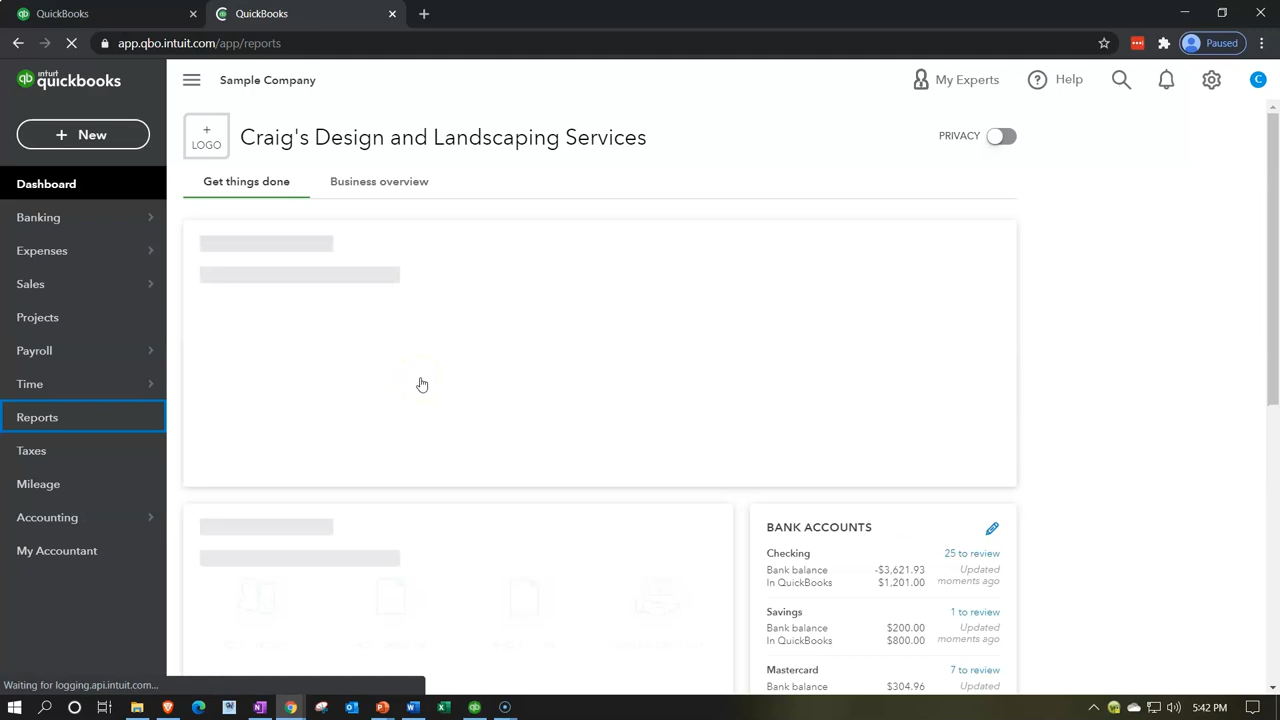 QuickBooks
QuickBooks
app.qbo.intuit.com/app/reports
Paused
intuit
quickbooks
Sample Company
My Experts
Help
C
+ New
+
LOGO
Craig's Design and Landscaping Services
PRIVACY
Get things done
Business overview
Dashboard
Banking
Expenses
Sales
Projects
Payroll
Time
Reports
Taxes
Mileage
Accounting
My Accountant
BANK ACCOUNTS
Checking 25 to review
Bank balance -$3,621.93 Updated
In QuickBooks $1,201.00 moments ago
Savings 1 to review
Bank balance $200.00 Updated
In QuickBooks $800.00 moments ago
Mastercard 7 to review
Bank balance $304.96 Updated
Waiting for logging.api.intuit.com...
5:42 PM